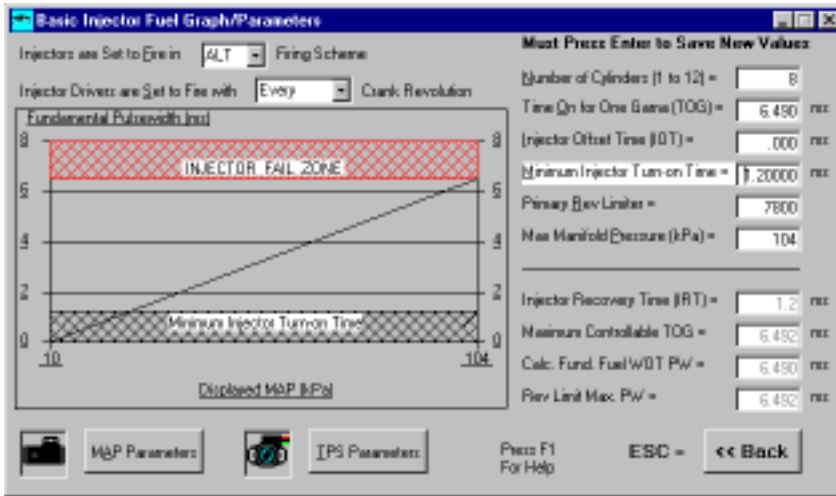 Basic Injector Fuel Graph/Parameters
Injectors are Set to Fire in ALT Firing Scheme
Injector Drivers are Set to Fire with Every Crank Revolution
Fundamental Pulsewidth (ms)
8 8
INJECTOR FAIL ZONE
6 6
4 4
2 2
Minimum Injector Turn-on Time
0 0
10 104
Displayed MAP (kPa)
Must Press Enter to Save New Values
Number of Cylinders (1 to 12) = 8
Time On for One Gama (TOG) = 6.490 ms
Injector Offset Time (IOT) = .000 ms
Minimum Injector Turn-on Time = 1.20000 ms
Primary Rev Limiter = 7800
Max Manifold Pressure (kPa) = 104
Injector Recovery Time (IRT) = 1.2 ms
Maximum Controllable TOG = 6.492 ms
Calc. Fund. Fuel WOT PW = 6.490 ms
Rev Limit Max. PW = 6.492 ms
MAP Parameters
TPS Parameters
Press F1
For Help
ESC =
<< Back